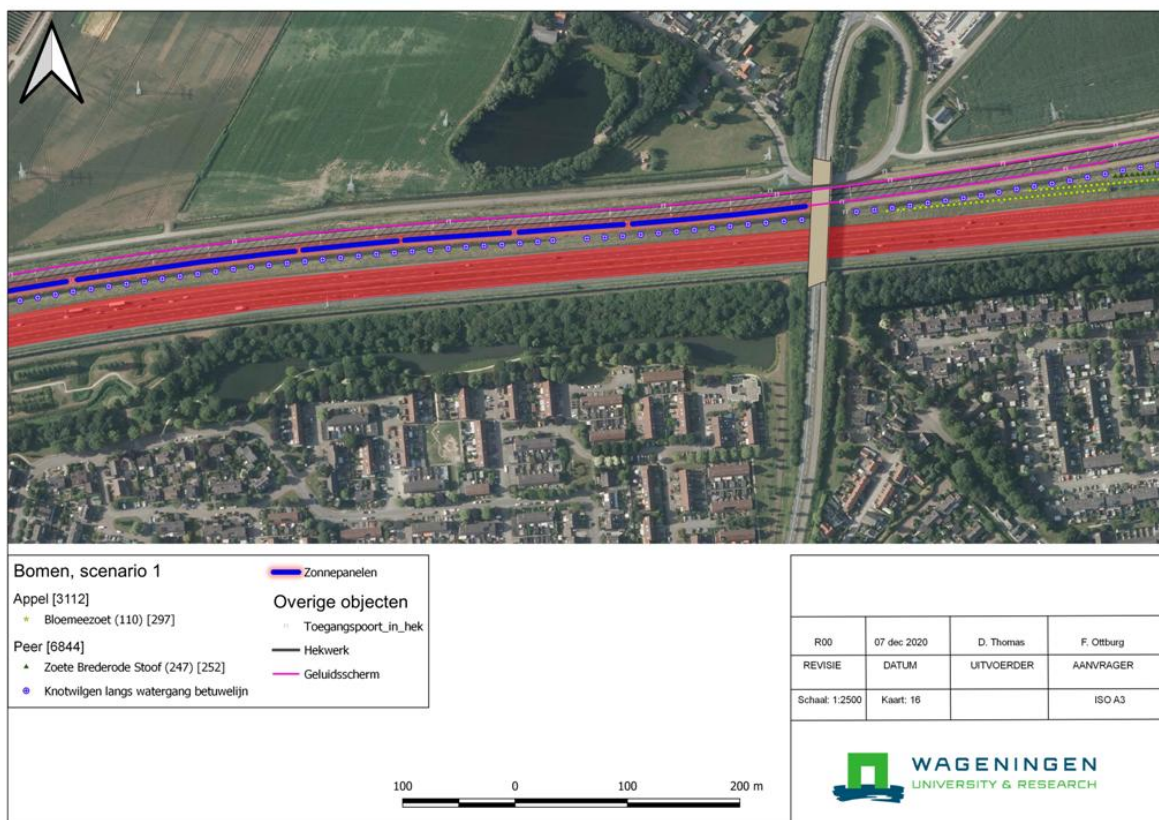 Bomen, scenario 1
Appel [3112]
Bloemeezoet (110) [297]
Peer [6844]
Zoete Brederode Stoof (247) [252]
Knotwilgen langs watergang betuwelijn
Zonnepanelen
Overige objecten
Toegangspoort_in_hek
Hekwerk
Geluidsscherm
100 0 100 200 m
R00 07 dec 2020 D. Thomas F. Ottburg
REVISIE DATUM UITVOERDER AANVRAGER
Schaal: 1:2500 Kaart: 16 ISO A3
WAGENINGEN
UNIVERSITY & RESEARCH